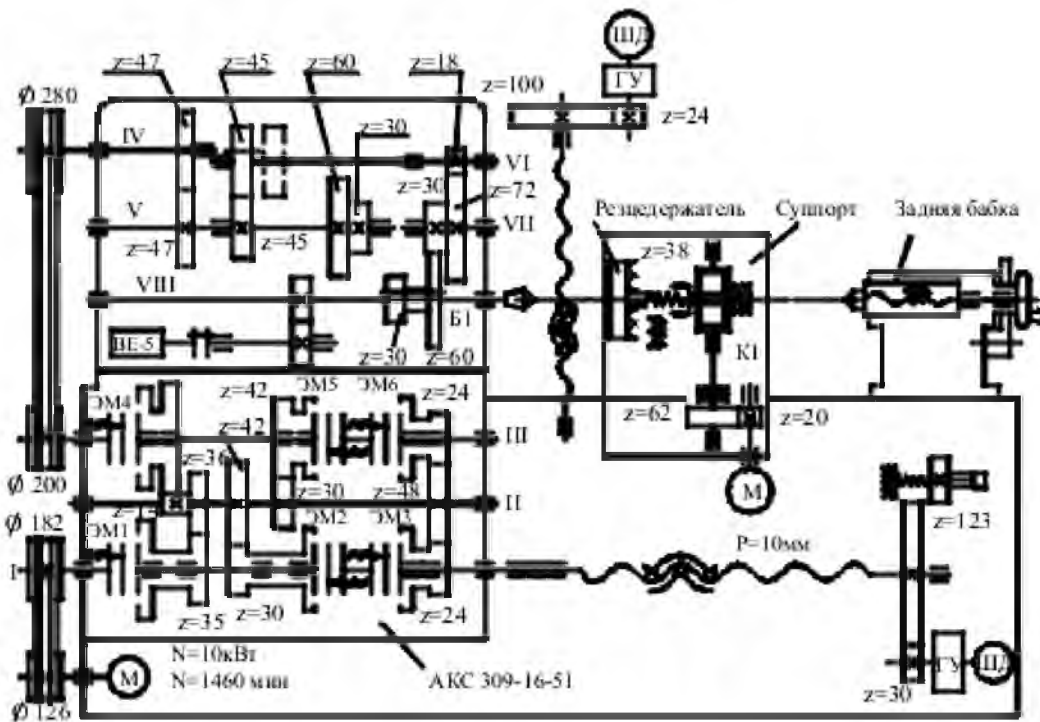 ШД
z=47
z=45
z=60
z=18
ГУ
z=100
Ф 280
z=24
z=30
IV
VI
z=30
z=72
Резцедержатель
Суппорт
Задняя бабка
V
VII
z=47
z=45
z=38
VIII
Б1
ВЕ-5
К1
z=30
z=60
z=42
ЭМ5
ЭМ6
z=24
ЭМ4
z=42
z=62
z=20
III
z=36
Ф 200
z=30
z=48
II
М
Ф 182
ЭМ1
ЭМ2
ЭМ3
z=123
P=10мм
I
z=35
z=30
z=24
N=10кВт
М
N=1460 мин
АКС 309-16-51
ГУ
ШД
z=30
Ф 126